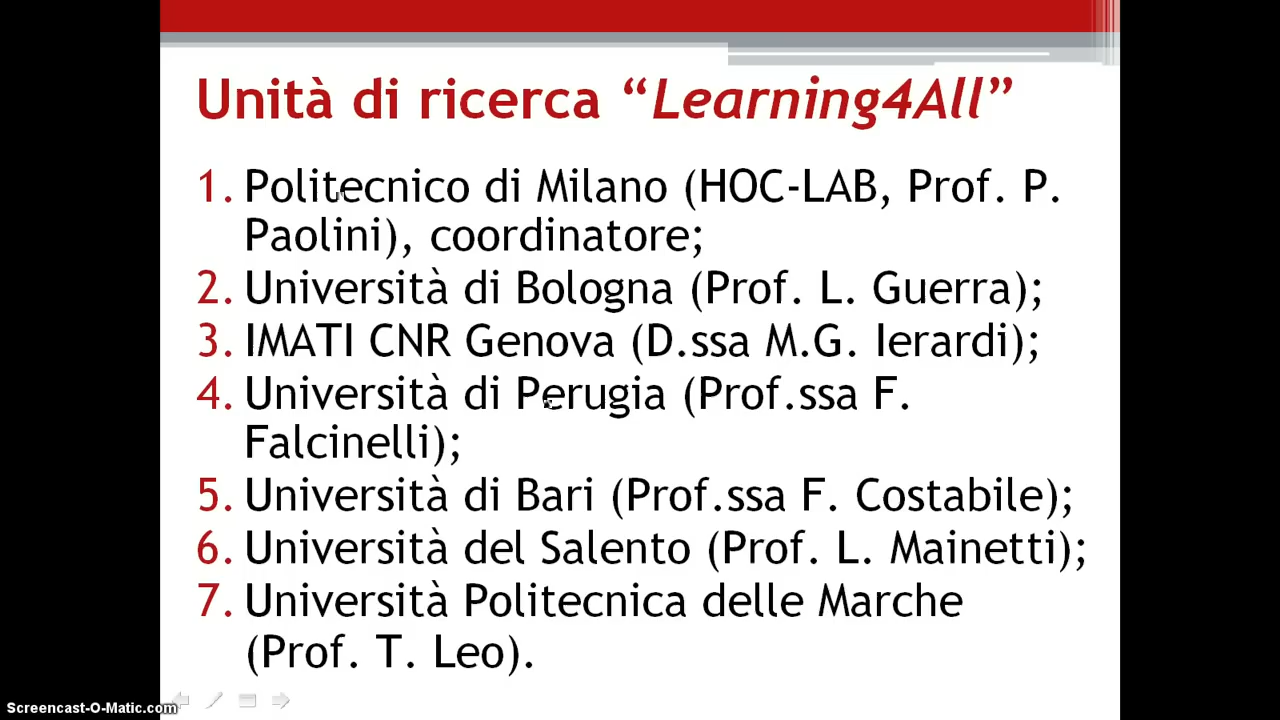 Unità di ricerca “Learning4All”
1. Politecnico di Milano (HOC-LAB, Prof. P.
Paolini), coordinatore;
2. Università di Bologna (Prof. L. Guerra);
3. IMATI CNR Genova (D.ssa M.G. Ierardi);
4. Università di Perugia (Prof.ssa F.
Falcinelli);
5. Università di Bari (Prof.ssa F. Costabile);
6. Università del Salento (Prof. L. Mainetti);
7. Università Politecnica delle Marche
(Prof. T. Leo).
Screencast-O-Matic.com